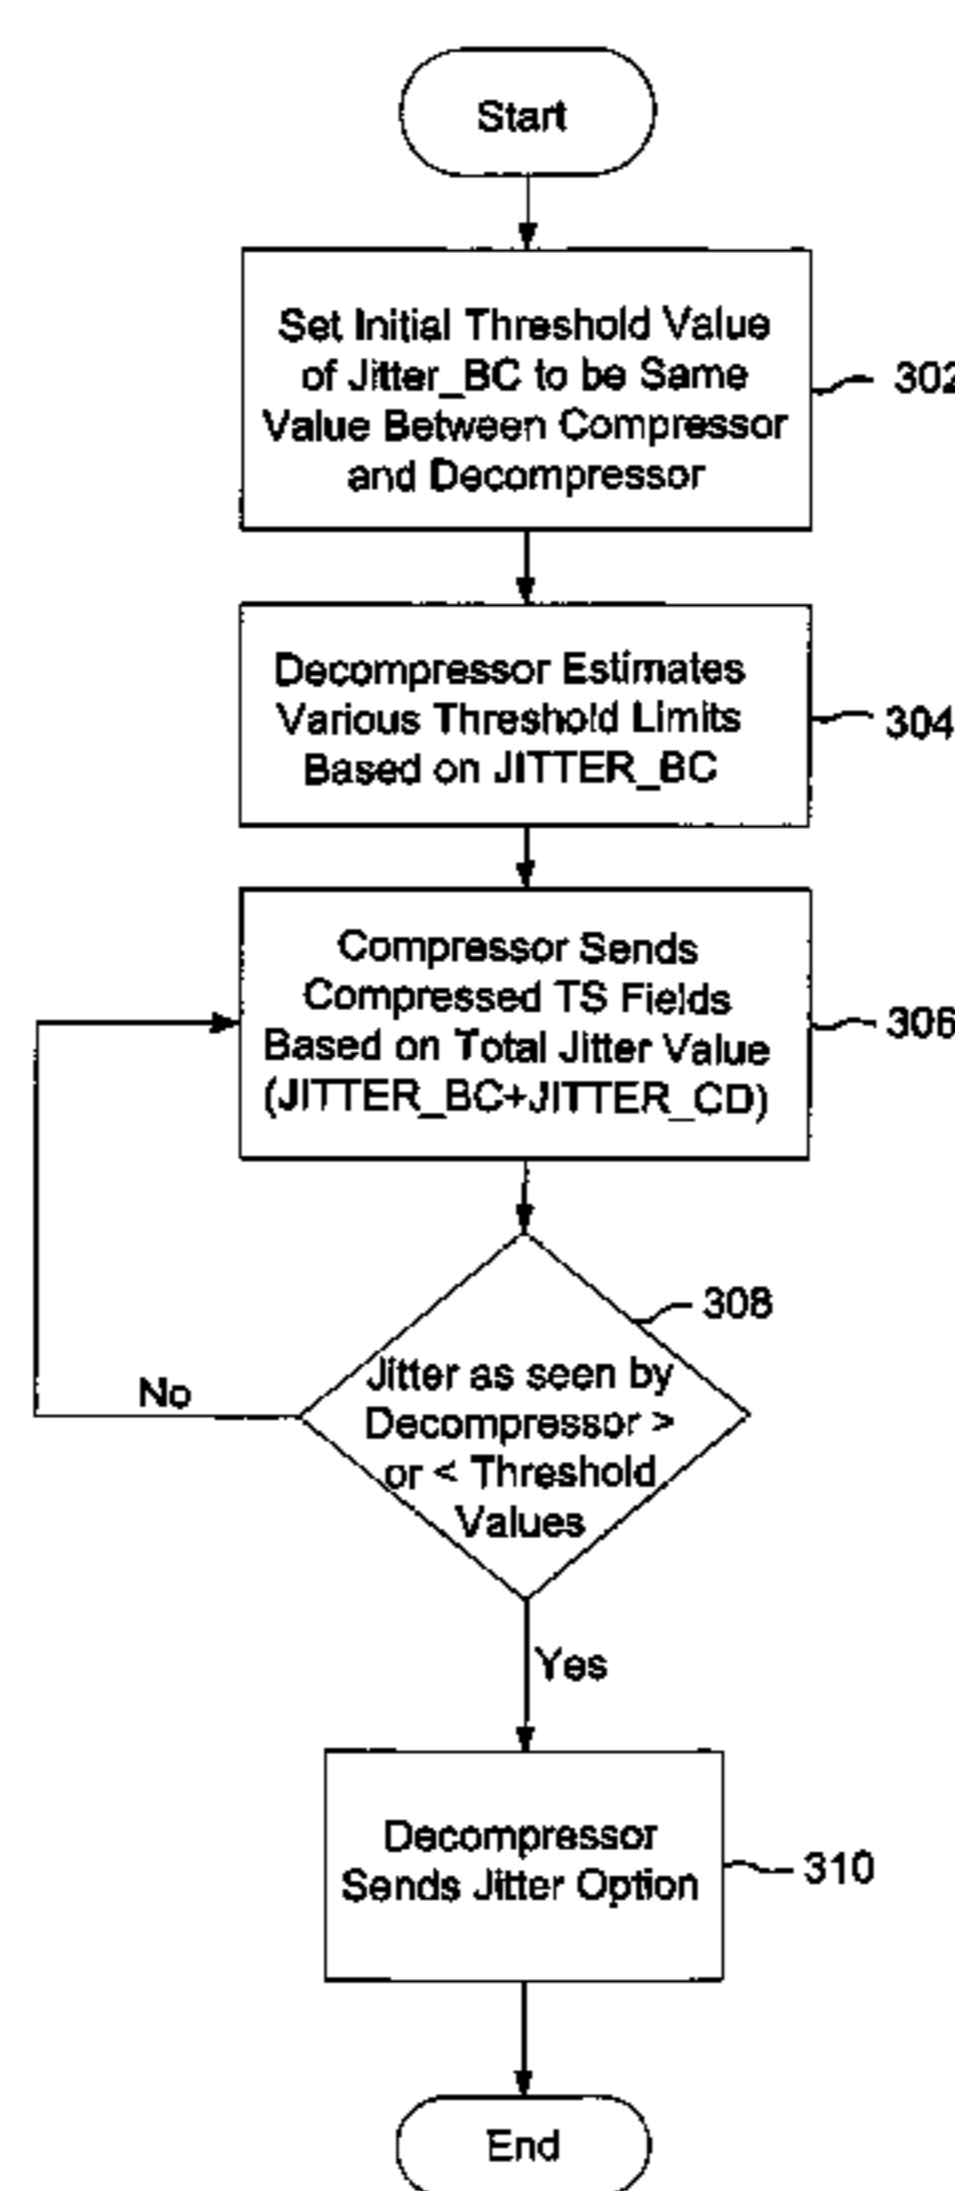 Start
Set Initial Threshold Value
of Jitter_BC to be Same
Value Between Compressor
and Decompressor
302
Decompressor Estimates
Various Threshold Limits
Based on JITTER_BC
304
Compressor Sends
Compressed TS Fields
Based on Total Jitter Value
(JITTER_BC+JITTER_CD)
306
308
Jitter as seen by
Decompressor >
or < Threshold
Values
No
Yes
Decompressor
Sends Jitter Option
310
End